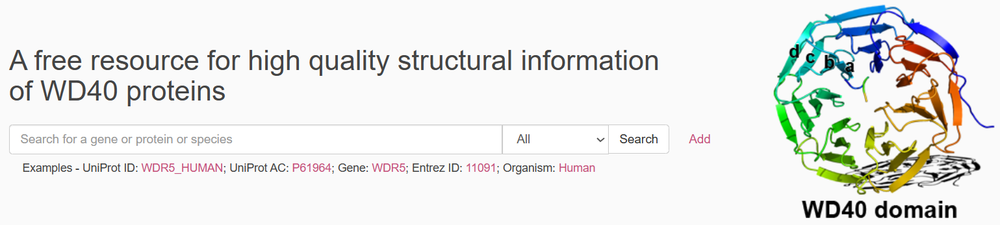 A free resource for high quality structural information
of WD40 proteins
Search for a gene or protein or species
All
Search
Add
Examples - UniProt ID: WDR5_HUMAN; UniProt AC: P61964; Gene: WDR5; Entrez ID: 11091; Organism: Human
d c b a
WD40 domain